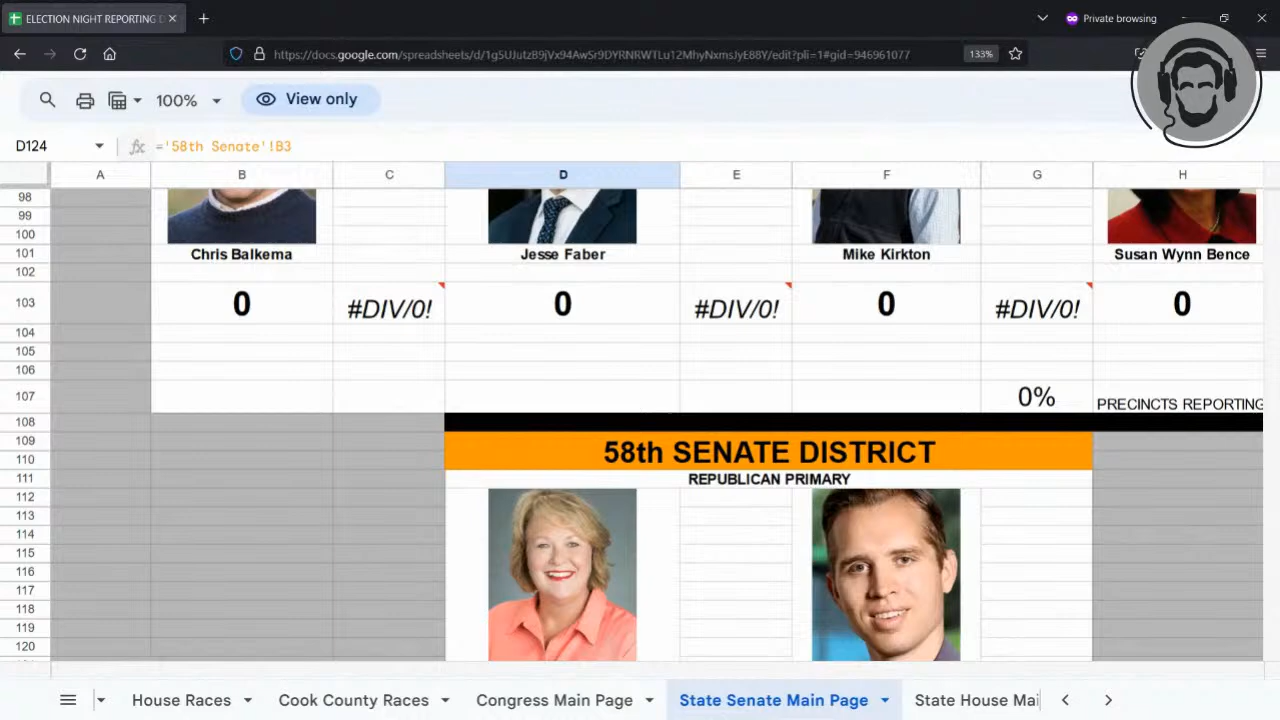 ELECTION NIGHT REPORTING D
Private browsing
https://docs.google.com/spreadsheets/d/1gSUJutzB9jVx94AwSr9DYRNRWTLu12MhyNxmsJyE88Y/edit?pli=1#gid=946961077
133%
100%
View only
D124
fx
='58th Senate'!B3
A B C D E F G H
98
99
100
101 Chris Balkema Jesse Faber Mike Kirkton Susan Wynn Bence
102
103 0 #DIV/0! 0 #DIV/0! 0 #DIV/0! 0
104
105
106
107 0% PRECINCTS REPORTING
108
109
58th SENATE DISTRICT
110
111 REPUBLICAN PRIMARY
112
113
114
115
116
117
118
119
120
House Races Cook County Races Congress Main Page State Senate Main Page State House Mai